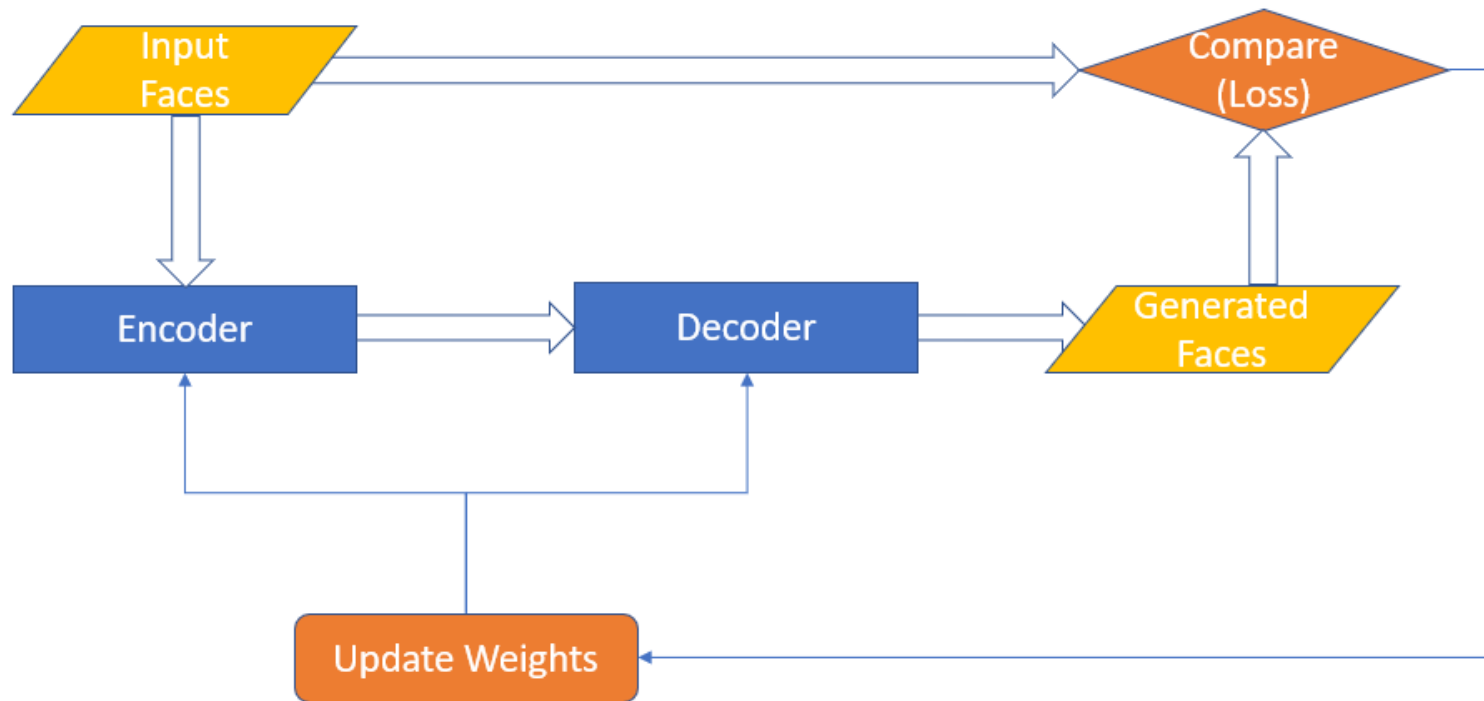 Input
Faces
Compare
(Loss)
Encoder
Decoder
Generated
Faces
Update Weights